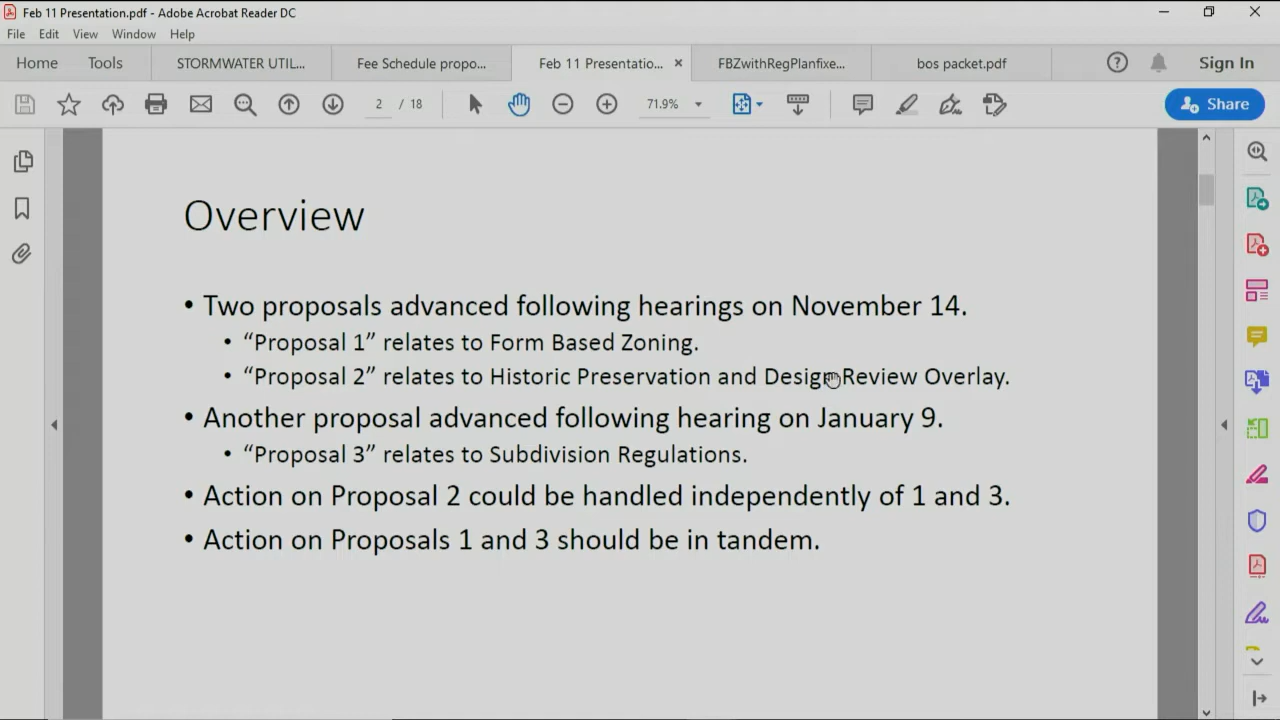 Feb 11 Presentation.pdf - Adobe Acrobat Reader DC
File Edit View Window Help
Home Tools STORMWATER UTIL... Fee Schedule propo... Feb 11 Presentatio... × FBZwithRegPlanfixe... bos packet.pdf Sign In
2 / 18 71.9% Share
Overview
• Two proposals advanced following hearings on November 14.
• “Proposal 1” relates to Form Based Zoning.
• “Proposal 2” relates to Historic Preservation and Design Review Overlay.
• Another proposal advanced following hearing on January 9.
• “Proposal 3” relates to Subdivision Regulations.
• Action on Proposal 2 could be handled independently of 1 and 3.
• Action on Proposals 1 and 3 should be in tandem.